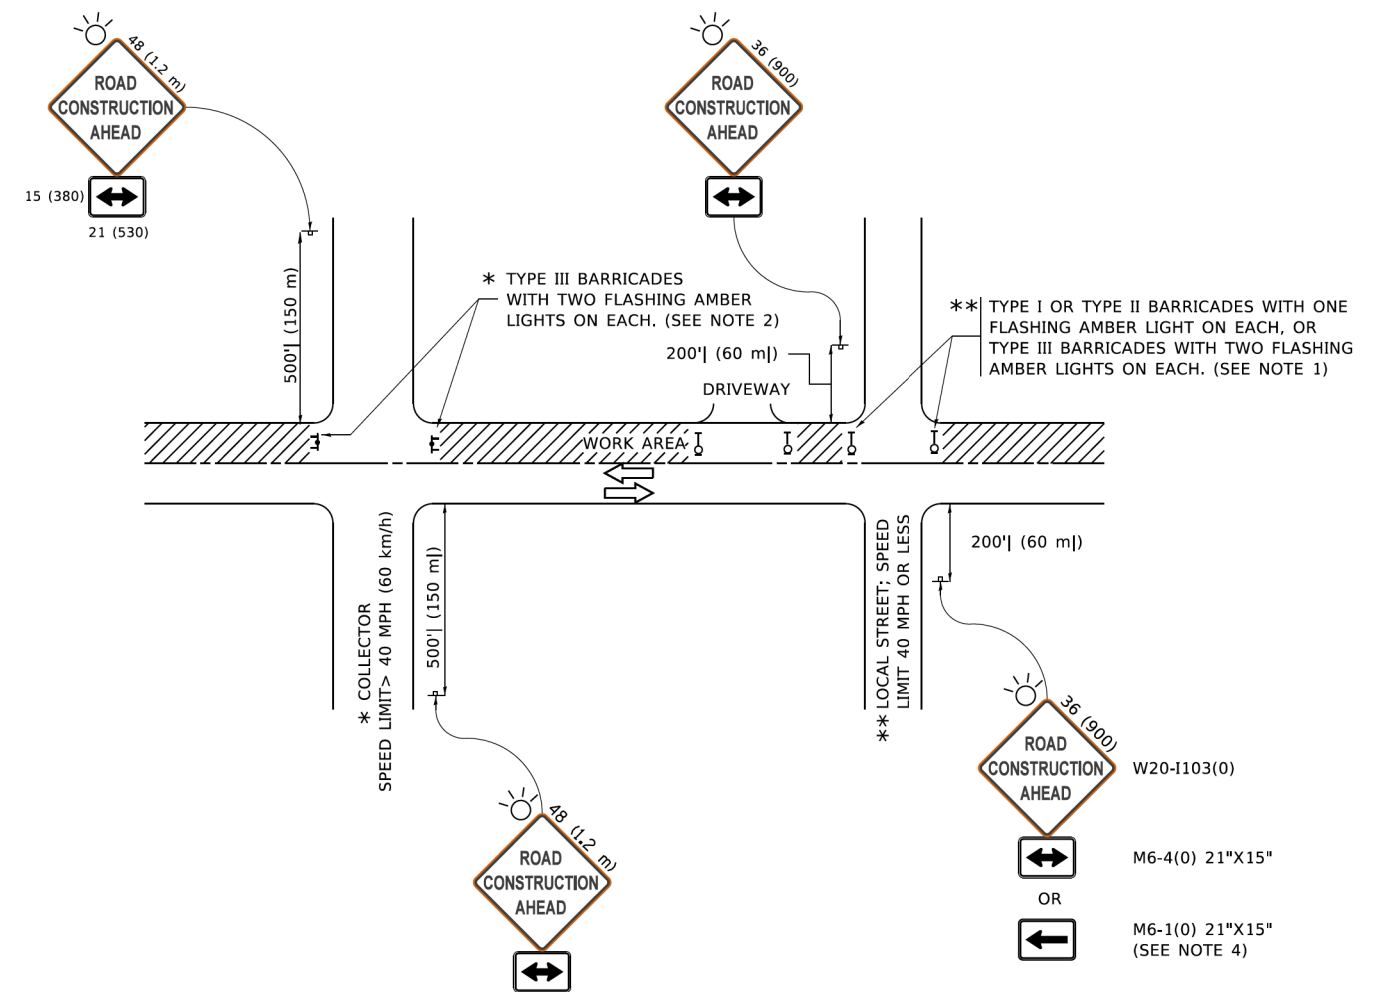 48 (1.2 m)
ROAD
CONSTRUCTION
AHEAD
15 (380)
21 (530)
36 (900)
ROAD
CONSTRUCTION
AHEAD
500'| (150 m)
* TYPE III BARRICADES
WITH TWO FLASHING AMBER
LIGHTS ON EACH. (SEE NOTE 2)
200'| (60 m|)
DRIVEWAY
** TYPE I OR TYPE II BARRICADES WITH ONE
FLASHING AMBER LIGHT ON EACH, OR
TYPE III BARRICADES WITH TWO FLASHING
AMBER LIGHTS ON EACH. (SEE NOTE 1)
WORK AREA
* COLLECTOR
SPEED LIMIT> 40 MPH (60 km/h)
500'| (150 m|)
** LOCAL STREET; SPEED
LIMIT 40 MPH OR LESS
200'| (60 m|)
48 (1.2 m)
ROAD
CONSTRUCTION
AHEAD
36 (900)
ROAD
CONSTRUCTION
AHEAD
W20-I103(0)
M6-4(0) 21"X15"
OR
M6-1(0) 21"X15"
(SEE NOTE 4)